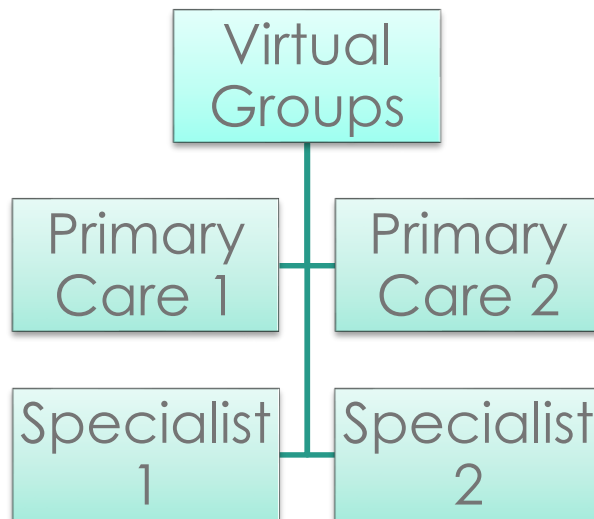 Virtual
Groups
Primary
Care 1
Primary
Care 2
Specialist
1
Specialist
2